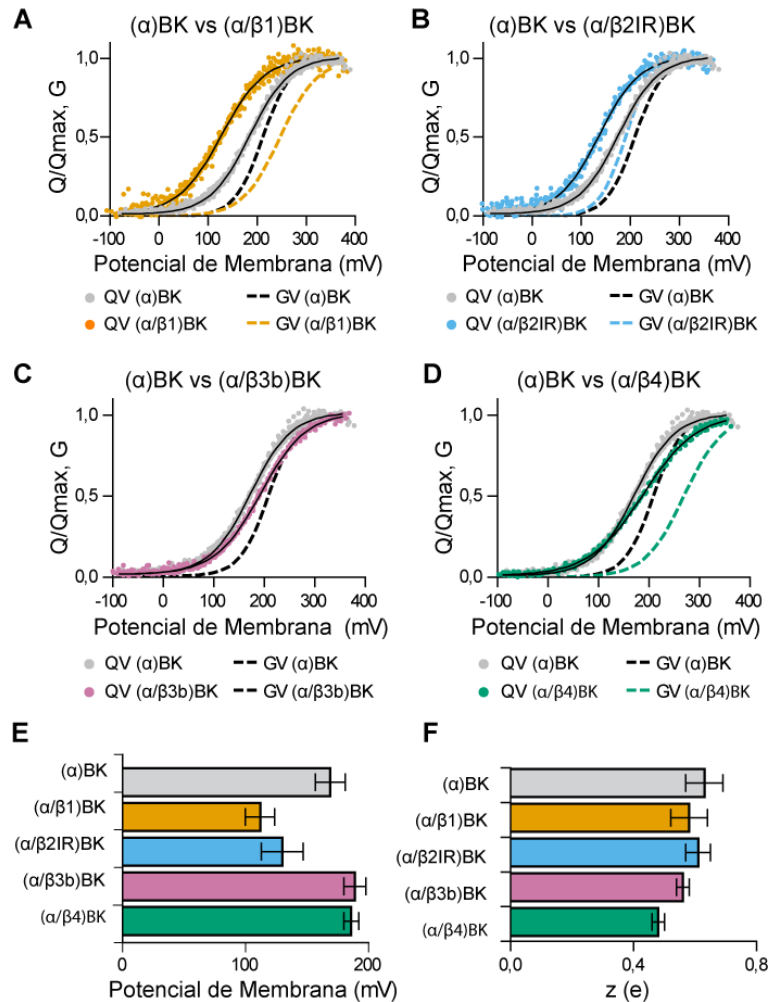 A
(α)BK vs (α/β1)BK
Q/Qmax, G
1,0
0,5
0,0
-100 0 100 200 300 400
Potencial de Membrana (mV)
QV (α)BK GV (α)BK
QV (α/β1)BK GV (α/β1)BK
B
(α)BK vs (α/β2IR)BK
Q/Qmax, G
1,0
0,5
0,0
-100 0 100 200 300 400
Potencial de Membrana (mV)
QV (α)BK GV (α)BK
QV (α/β2IR)BK GV (α/β2IR)BK
C
(α)BK vs (α/β3b)BK
Q/Qmax, G
1,0
0,5
0,0
-100 0 100 200 300 400
Potencial de Membrana (mV)
QV (α)BK GV (α)BK
QV (α/β3b)BK GV (α/β3b)BK
D
(α)BK vs (α/β4)BK
Q/Qmax, G
1,0
0,5
0,0
-100 0 100 200 300 400
Potencial de Membrana (mV)
QV (α)BK GV (α)BK
QV (α/β4)BK GV (α/β4)BK
E
(α)BK
(α/β1)BK
(α/β2IR)BK
(α/β3b)BK
(α/β4)BK
0 100 200
Potencial de Membrana (mV)
F
(α)BK
(α/β1)BK
(α/β2IR)BK
(α/β3b)BK
(α/β4)BK
0,0 0,4 0,8
z (e)